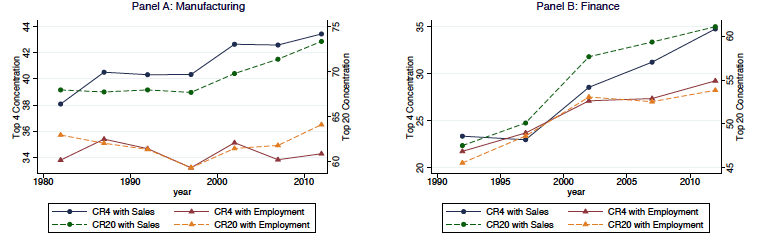 Panel A: Manufacturing
Top 4 Concentration
44
42
40
38
36
34
Top 20 Concentration
75
70
65
60
1980
1990
2000
2010
year
CR4 with Sales
CR4 with Employment
CR20 with Sales
CR20 with Employment
Panel B: Finance
Top 4 Concentration
35
30
25
20
Top 20 Concentration
60
55
50
45
1990
1995
2000
2005
2010
year
CR4 with Sales
CR4 with Employment
CR20 with Sales
CR20 with Employment